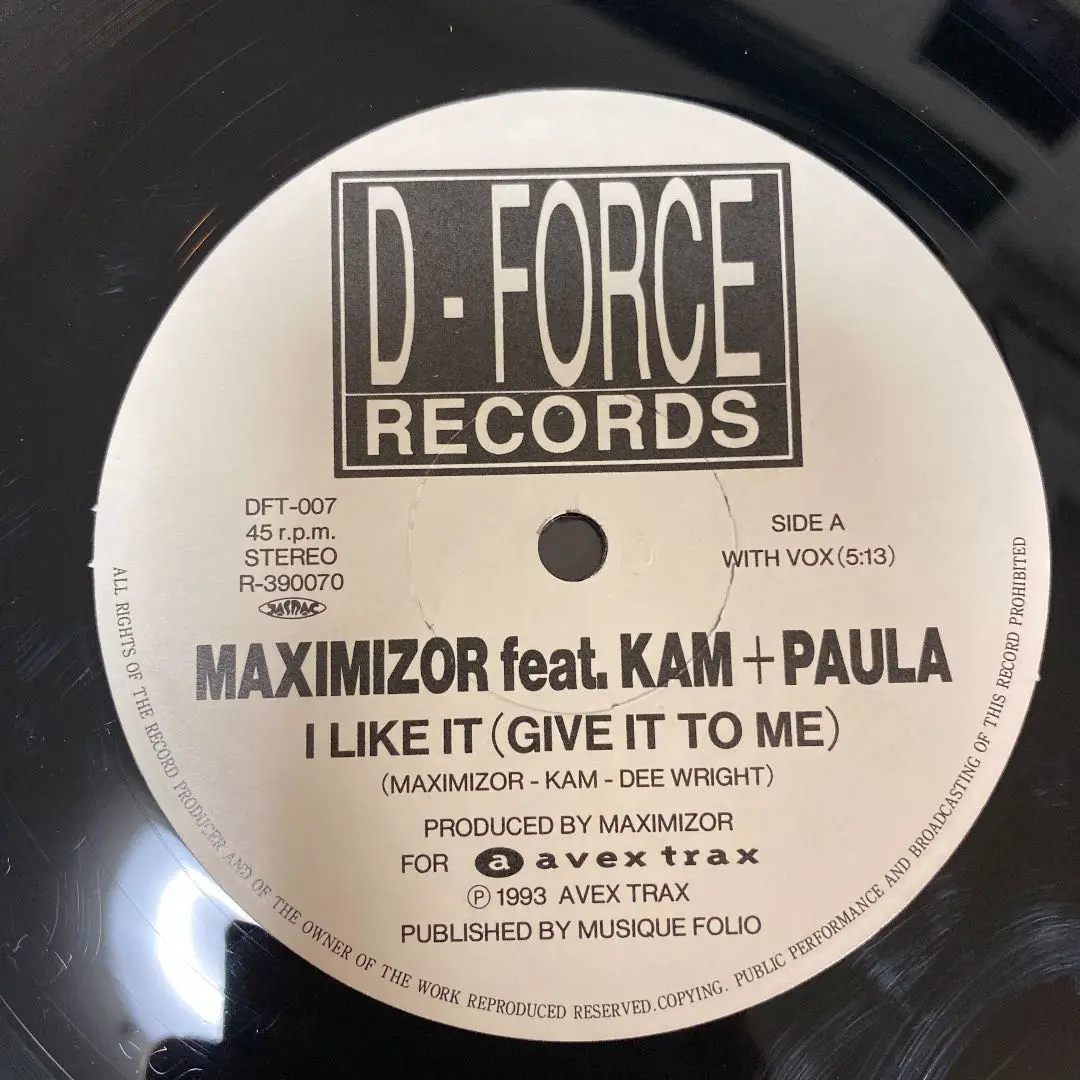 D - FORCE
RECORDS
DFT-007
45 r.p.m.
STEREO
R-390070
JASRAC
SIDE A
WITH VOX (5:13)
MAXIMIZOR feat. KAM + PAULA
I LIKE IT (GIVE IT TO ME)
(MAXIMIZOR - KAM - DEE WRIGHT)
PRODUCED BY MAXIMIZOR
FOR a avex trax
Ⓟ 1993 AVEX TRAX
PUBLISHED BY MUSIQUE FOLIO
ALL RIGHTS OF THE RECORD PRODUCER AND OF THE OWNER OF THE WORK REPRODUCED RESERVED. COPYING. PUBLIC PERFORMANCE AND BROADCASTING OF THIS RECORD PROHIBITED